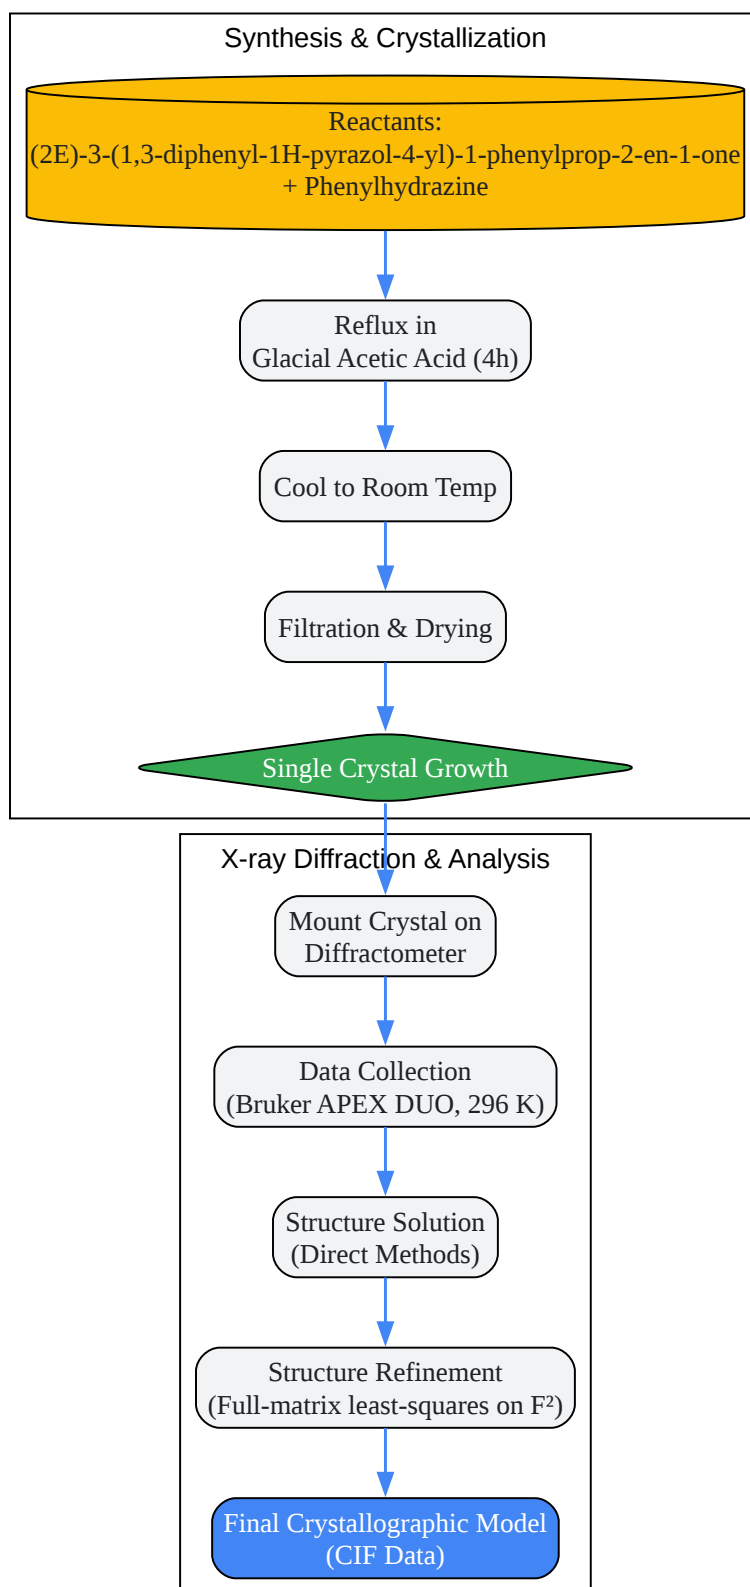 Synthesis & Crystallization
Reactants:
(2E)-3-(1,3-diphenyl-1H-pyrazol-4-yl)-1-phenylprop-2-en-1-one
+ Phenylhydrazine
Reflux in
Glacial Acetic Acid (4h)
Cool to Room Temp
Filtration & Drying
Single Crystal Growth
X-ray Diffraction & Analysis
Mount Crystal on
Diffractometer
Data Collection
(Bruker APEX DUO, 296 K)
Structure Solution
(Direct Methods)
Structure Refinement
(Full-matrix least-squares on F²)
Final Crystallographic Model
(CIF Data)